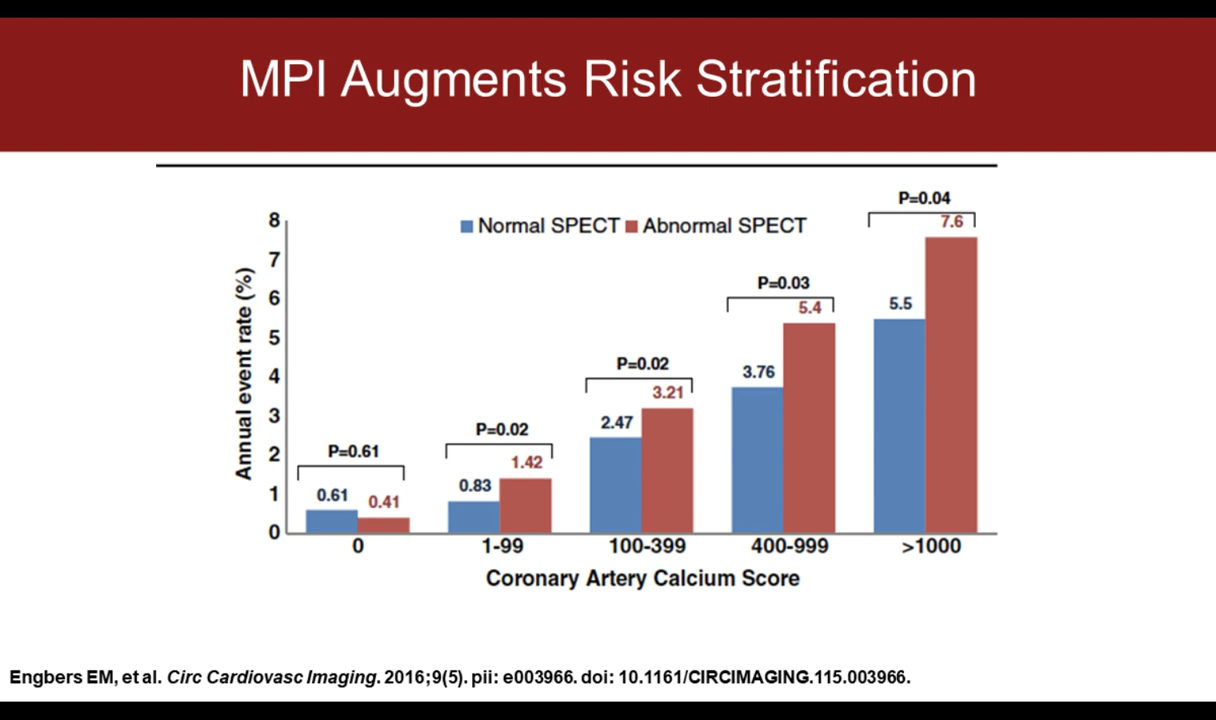 MPI Augments Risk Stratification
P=0.04
8
Normal SPECT Abnormal SPECT
7.6
7
P=0.03
6
5.4
5.5
5
P=0.02
4
3.76
3.21
3
P=0.02
2.47
2
P=0.61
1.42
1
0.61
0.41
0.83
0
Annual event rate (%)
0 1-99 100-399 400-999 >1000
Coronary Artery Calcium Score
Engbers EM, et al. Circ Cardiovasc Imaging. 2016;9(5). pii: e003966. doi: 10.1161/CIRCIMAGING.115.003966.